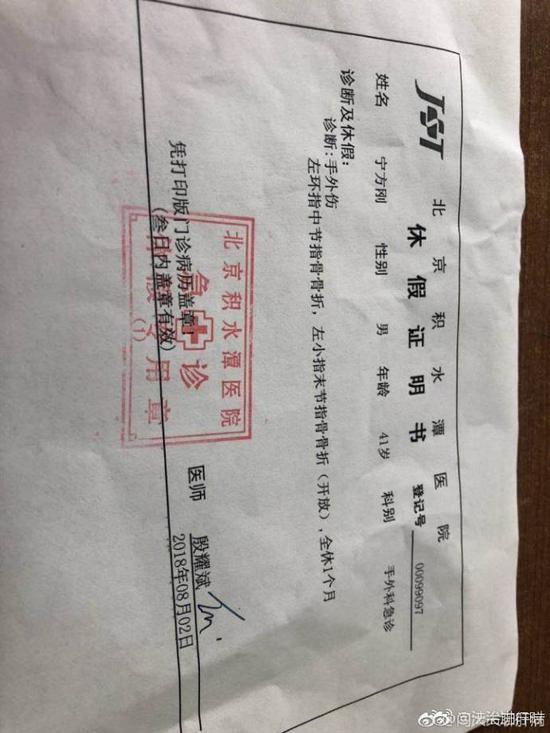 JST
北京积水潭医院
休假证明书
登记号 00099097
姓名 宁方刚 性别 男 年龄 41岁 科别 手外科急诊
诊断及休假:
诊断:手外伤
左环指中节指骨骨折,左小指末节指骨骨折(开放),全休1个月
凭打印版门诊病历盖章!
(叁日内盖章有效)
北京积水潭医院
急诊
专用章
(1)
医师 殷耀斌
2018年08月02日